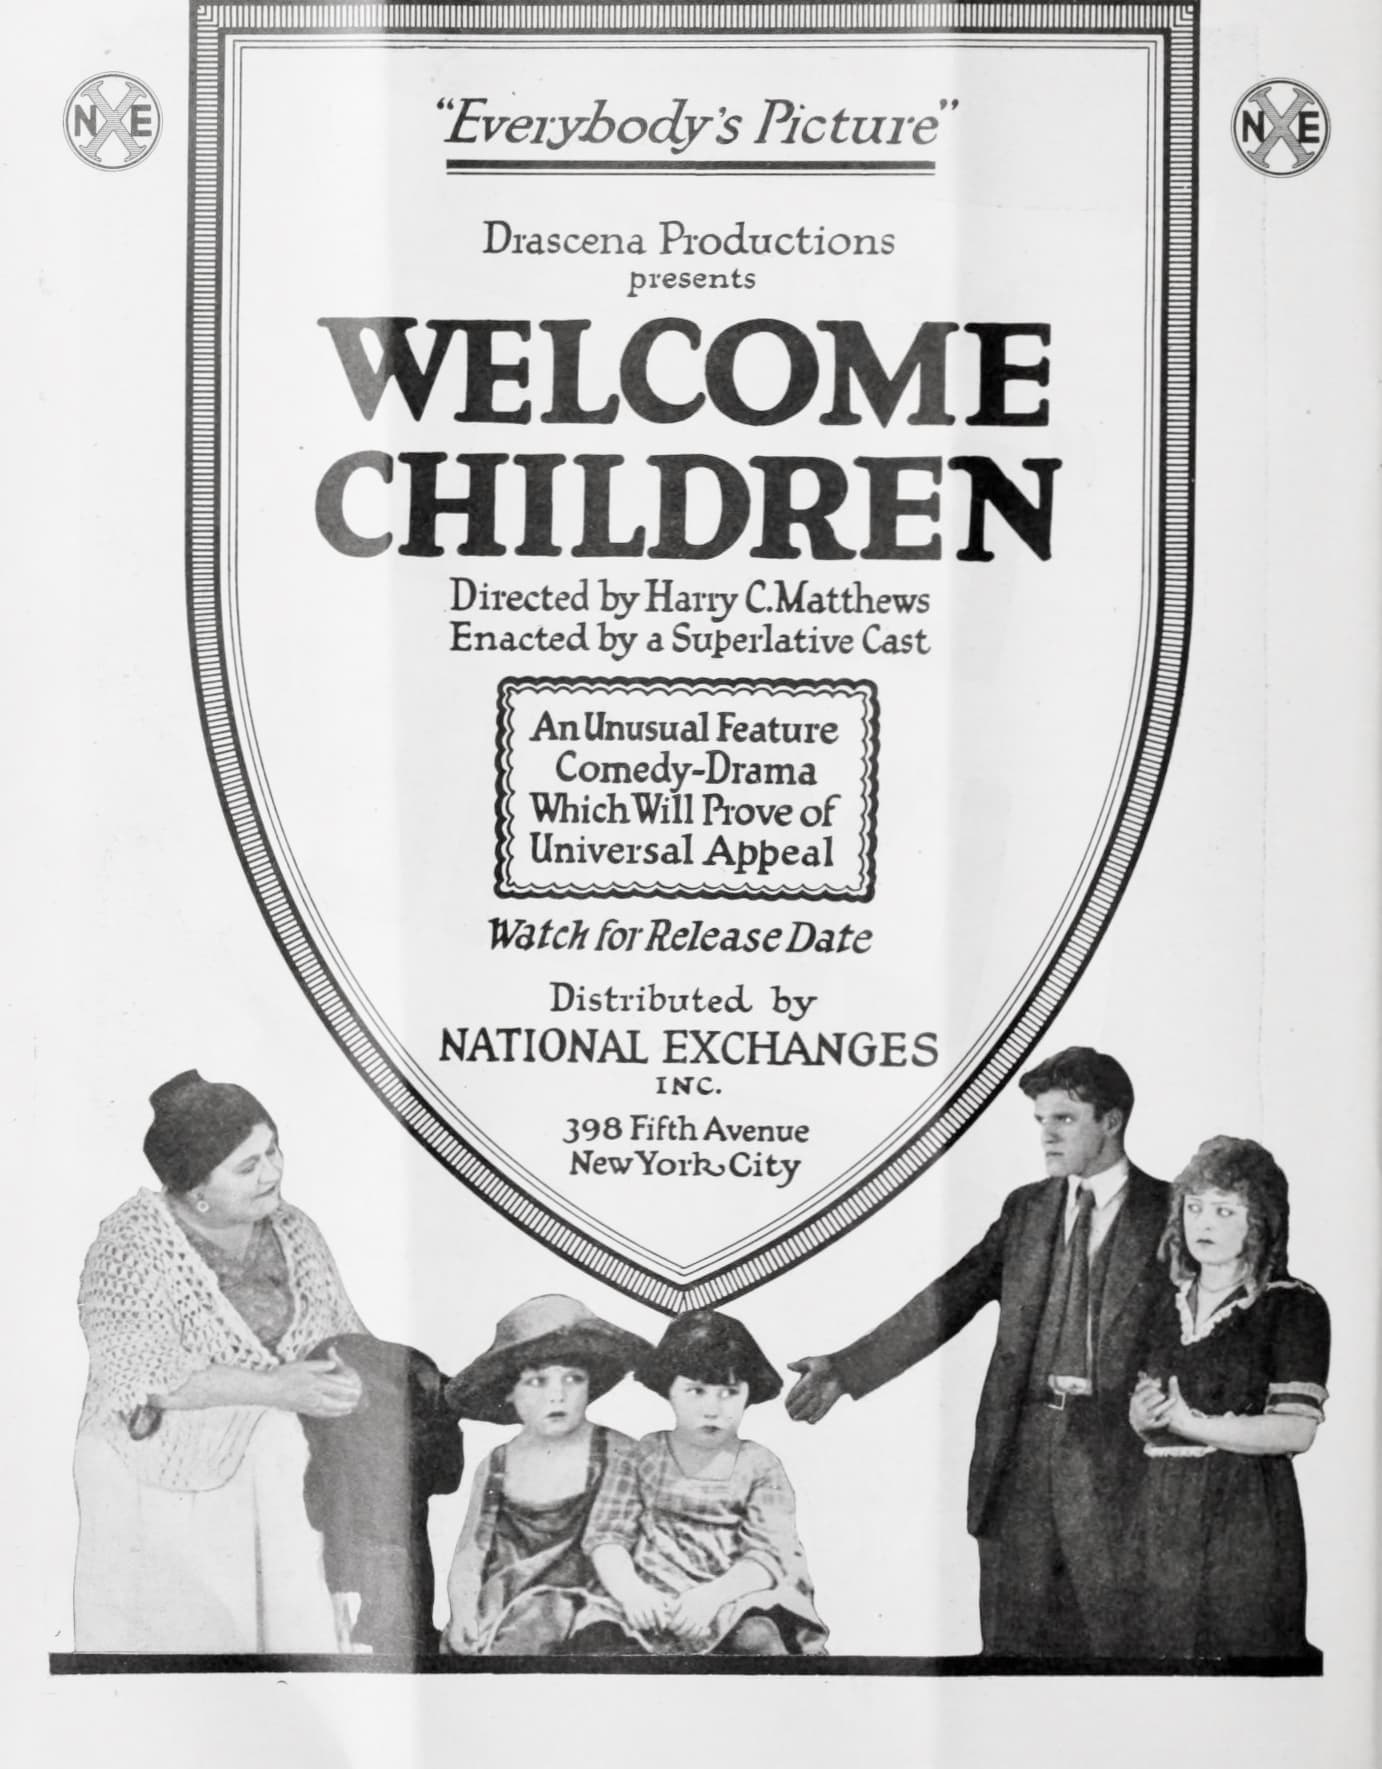 NXE
NXE
"Everybody's Picture"
Drascena Productions
presents
WELCOME
CHILDREN
Directed by Harry C. Matthews
Enacted by a Superlative Cast
An Unusual Feature
Comedy-Drama
Which Will Prove of
Universal Appeal
Watch for Release Date
Distributed by
NATIONAL EXCHANGES
INC.
398 Fifth Avenue
New York City